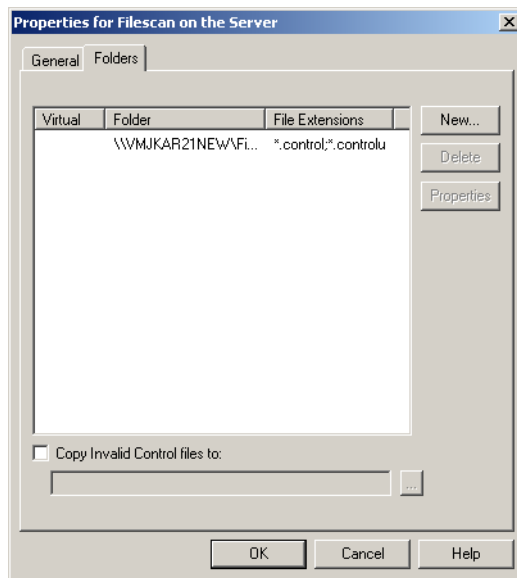 Properties for Filescan on the Server
General Folders
Virtual Folder File Extensions New...
\\VMJKAR21NEW\Fi... *.control;*.controlu
Delete
Properties
Copy Invalid Control files to:
...
OK Cancel Help